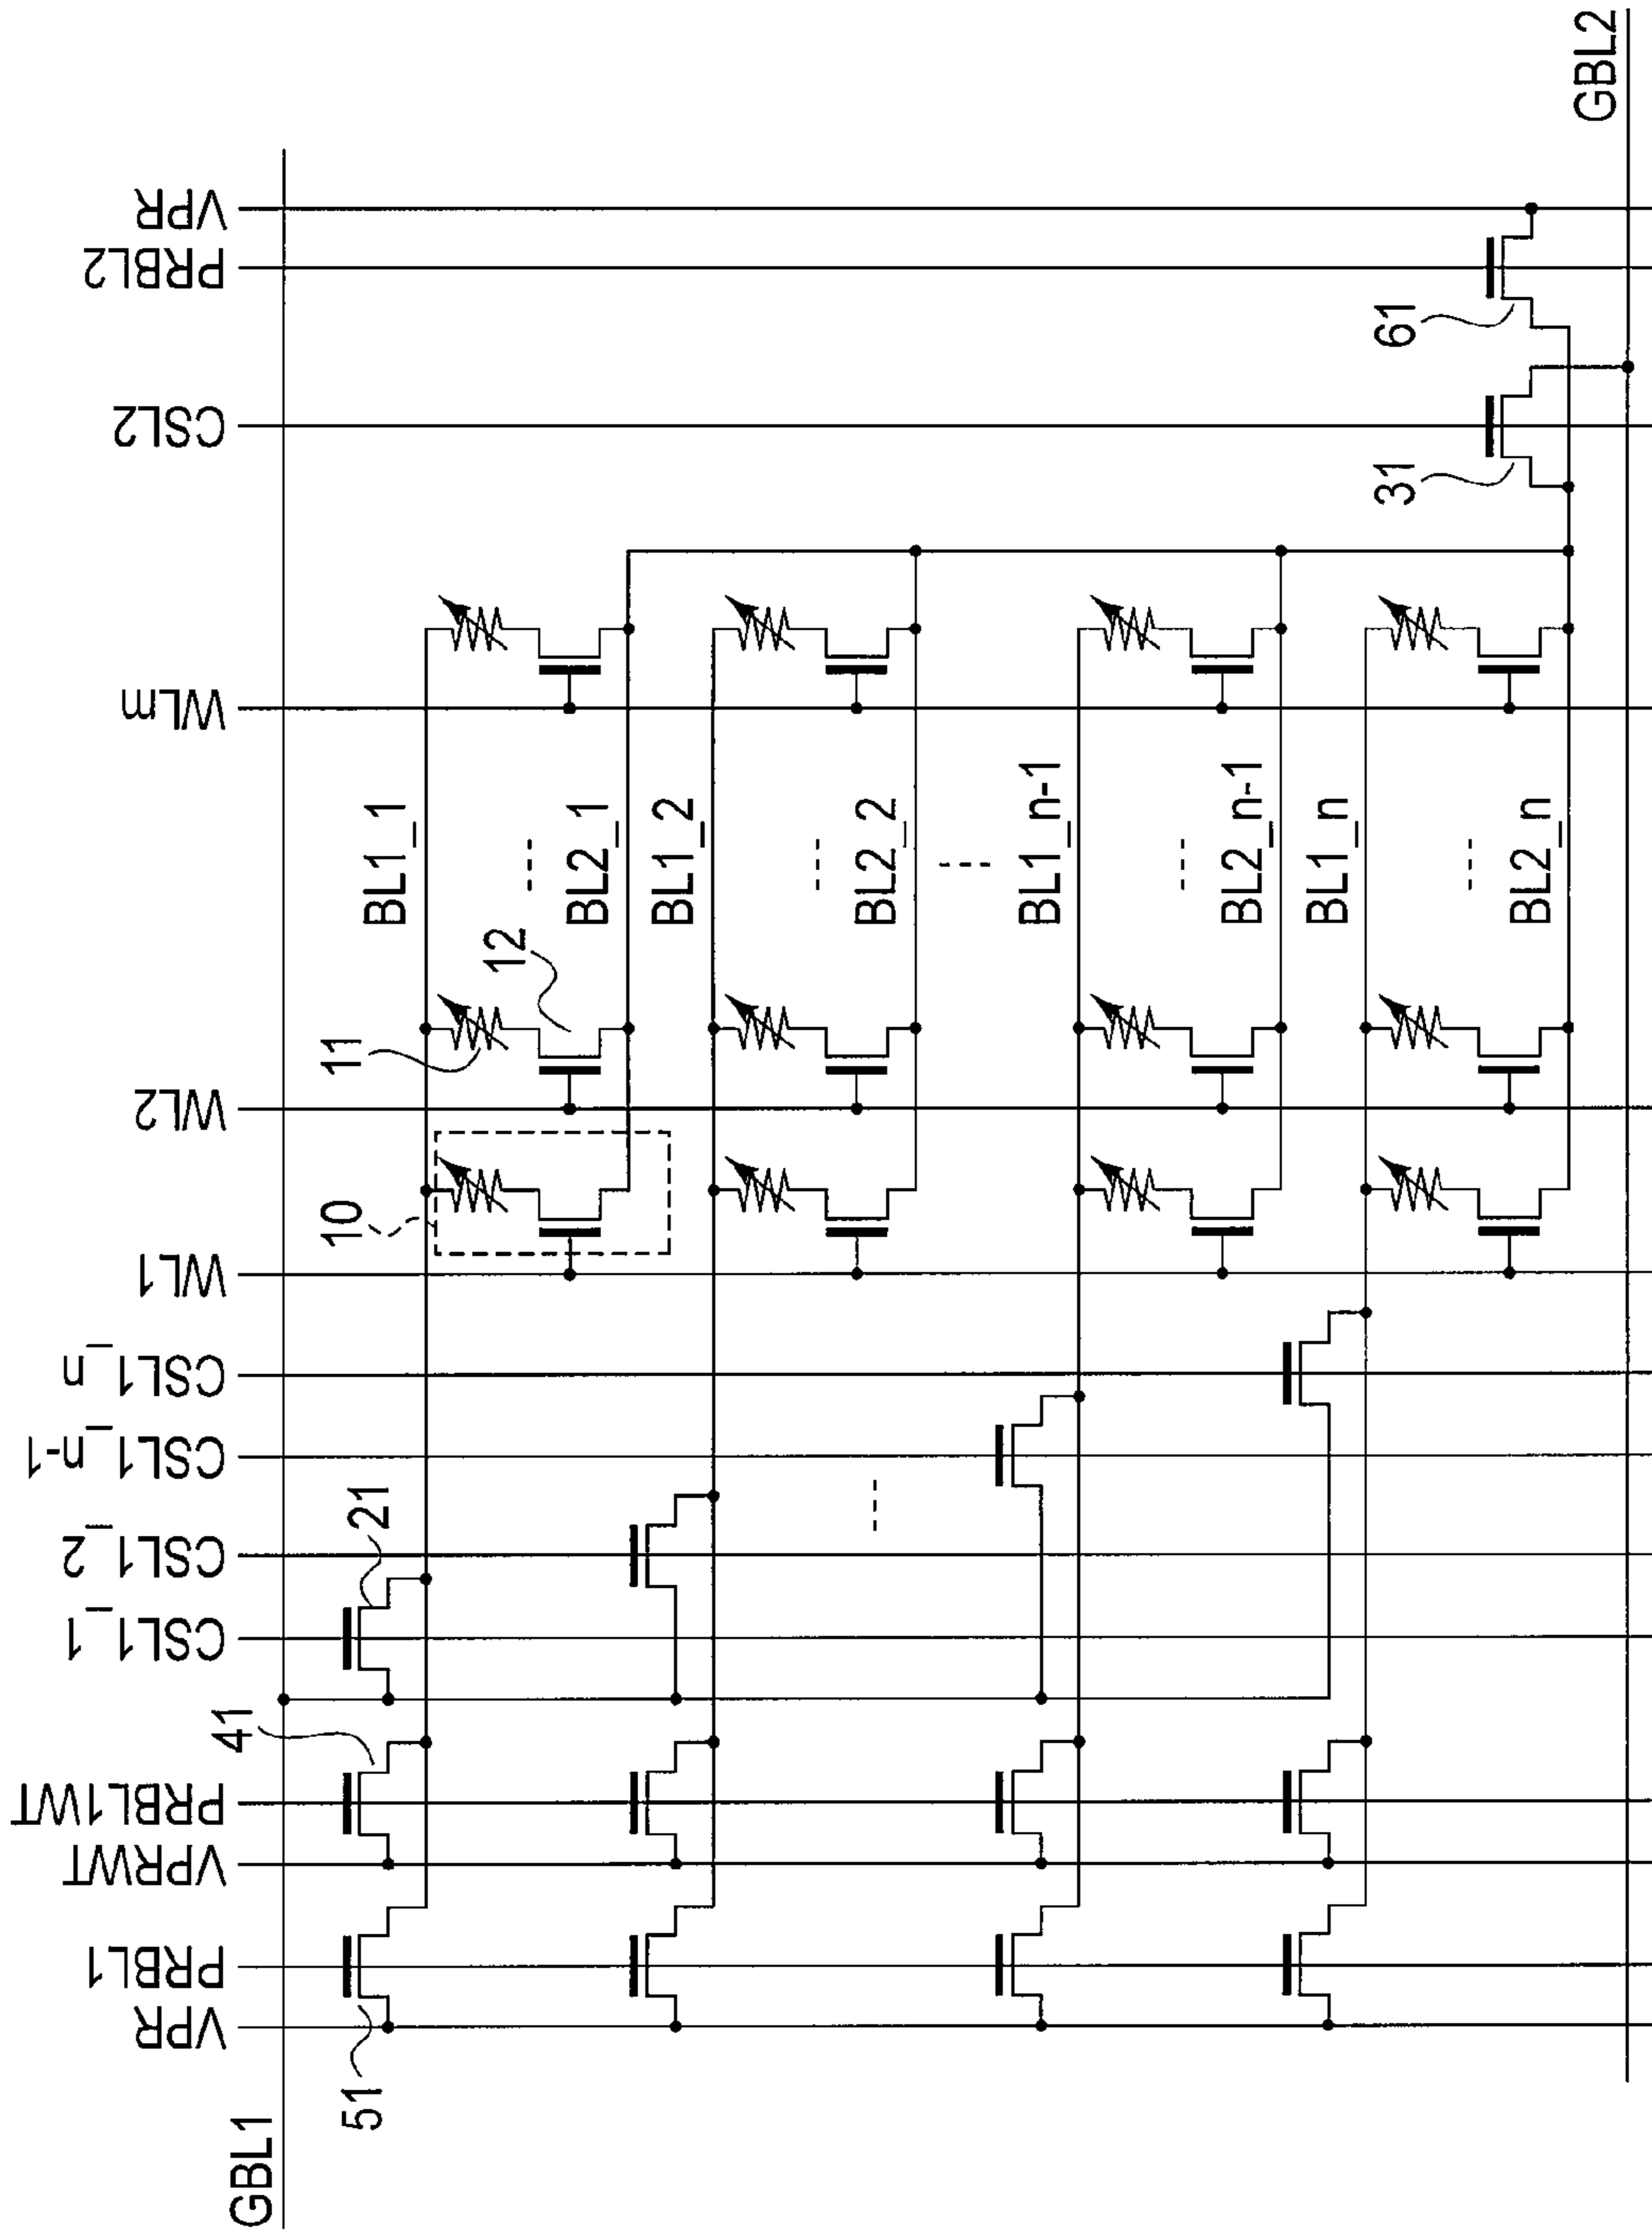 GBL1
VPR
PRBL1
VPRWT
PRBL1WT
CSL1_1
CSL1_2
CSL1_n-1
CSL1_n
WL1
WL2
WLm
CSL2
PRBL2
VPR
51
41
21
10
11
12
BL1_1
BL2_1
BL1_2
BL2_2
BL1_n-1
BL2_n-1
BL1_n
BL2_n
31
61
GBL2